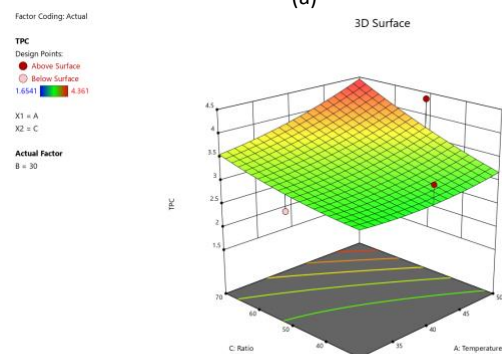 (a)
Factor Coding: Actual
3D Surface
TPC
Design Points:
Above Surface
Below Surface
1.6541 4.361
X1 = A
X2 = C
Actual Factor
B = 30
4.5
4
3.5
3
2.5
2
1.5
TPC
70
60
50
40
C: Ratio
35
40
45
50
A: Temperature